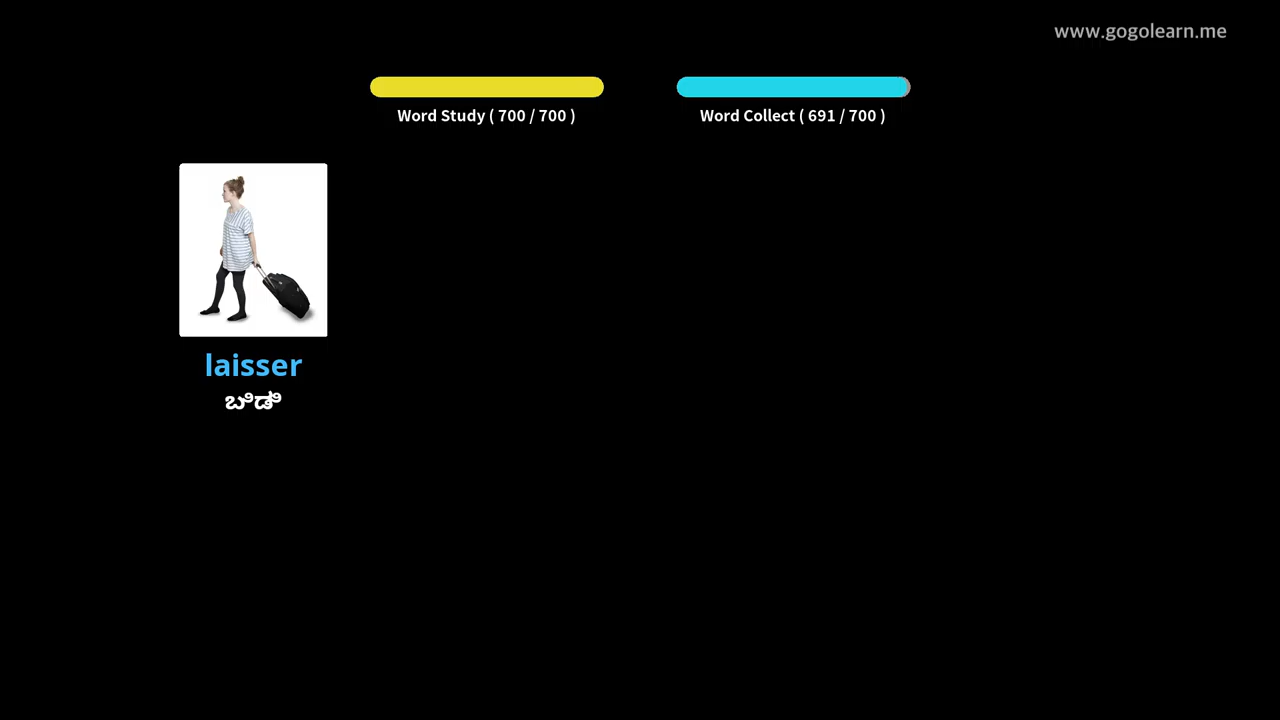 www.gogolearn.me
Word Study ( 700 / 700 )
Word Collect ( 691 / 700 )
laisser
ಬಿಡಿ